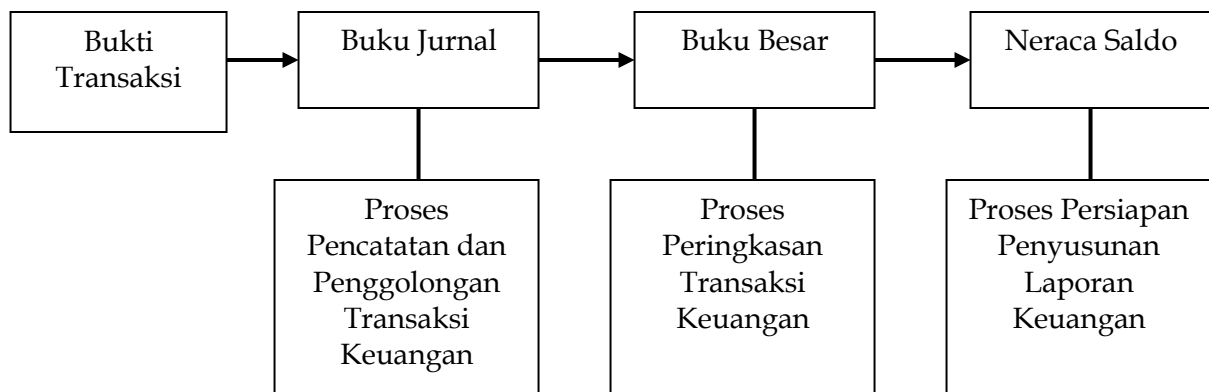 Bukti
Transaksi
Buku Jurnal
Buku Besar
Neraca Saldo
Proses
Pencatatan dan
Penggolongan
Transaksi
Keuangan
Proses
Peringkasan
Transaksi
Keuangan
Proses Persiapan
Penyusunan
Laporan
Keuangan